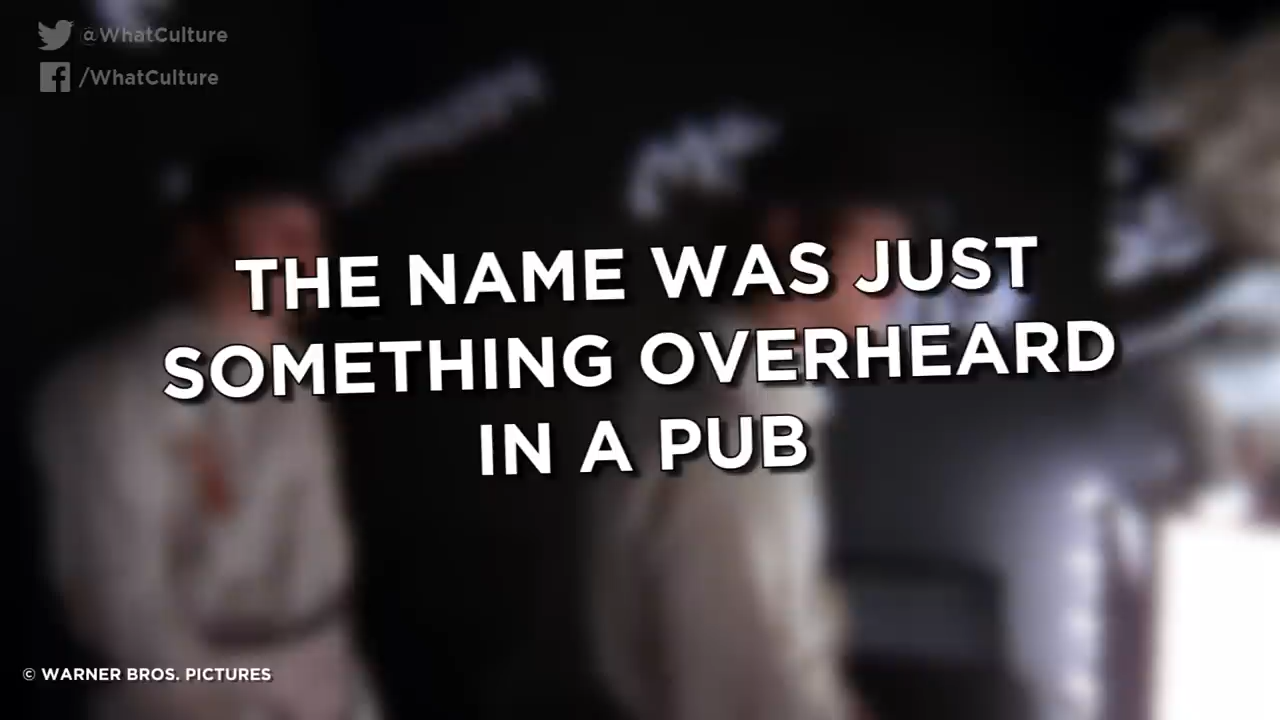 @WhatCulture
/WhatCulture
THE NAME WAS JUST
SOMETHING OVERHEARD
IN A PUB
© WARNER BROS. PICTURES